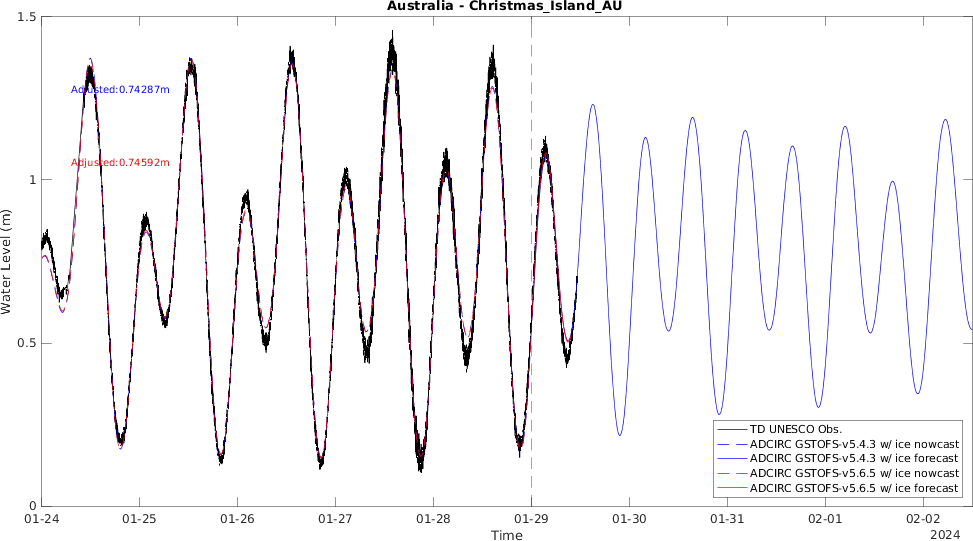 Australia - Christmas_Island_AU
1.5
Adjusted:0.74287m
Adjusted:0.74592m
1
Water Level (m)
0.5
TD UNESCO Obs.
ADCIRC GSTOFS-v5.4.3 w/ ice nowcast
ADCIRC GSTOFS-v5.4.3 w/ ice forecast
ADCIRC GSTOFS-v5.6.5 w/ ice nowcast
ADCIRC GSTOFS-v5.6.5 w/ ice forecast
0
01-24 01-25 01-26 01-27 01-28 01-29 01-30 01-31 02-01 02-02
Time
2024